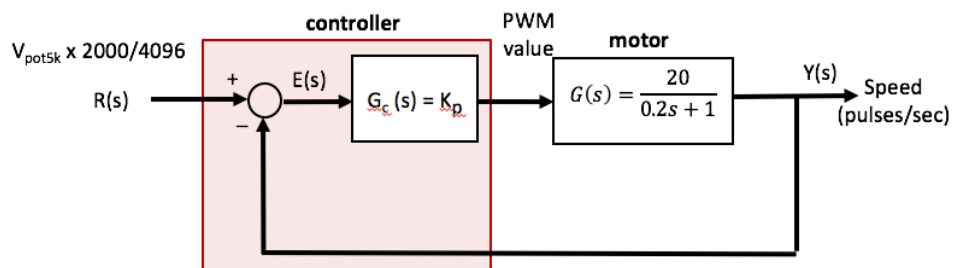 controller
PWM
value
motor
V_pot5k x 2000/4096
R(s)
+
−
E(s)
G_c (s) = K_p
G(s) = 20 / (0.2s + 1)
Y(s)
Speed
(pulses/sec)